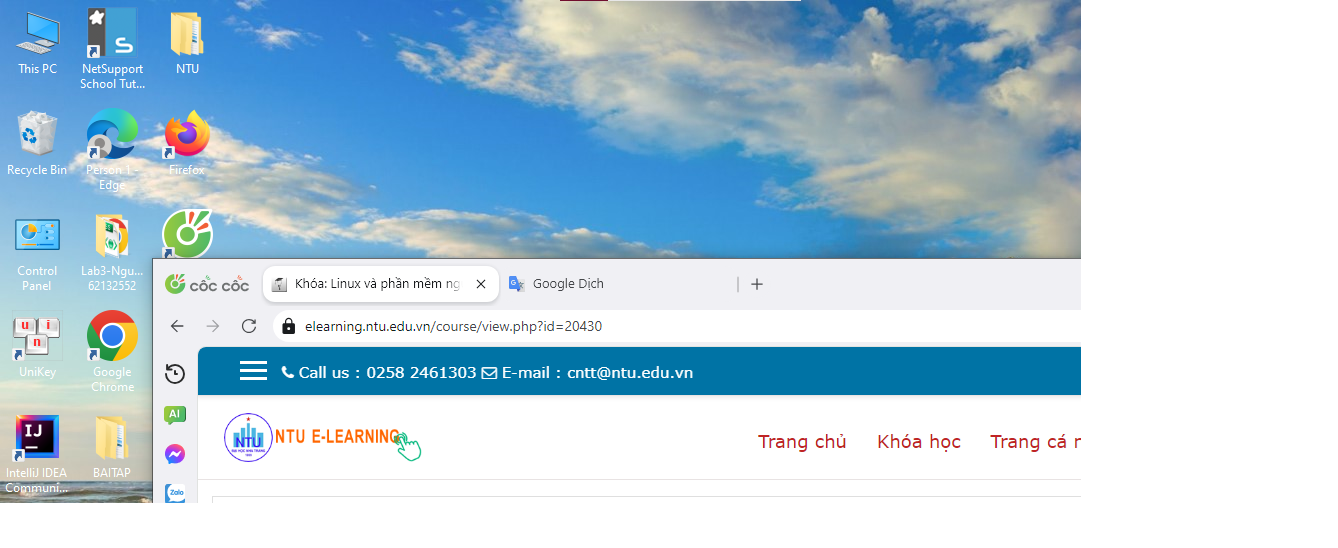 This PC
NetSupport
School Tut...
NTU
Recycle Bin
Person 1 -
Edge
Firefox
Control
Panel
Lab3-Ngu...
62132552
UniKey
Google
Chrome
IntelliJ IDEA
Communi...
BAITAP
cốc cốc
Khóa: Linux và phần mềm ng
Google Dịch
elearning.ntu.edu.vn/course/view.php?id=20430
Call us : 0258 2461303 E-mail : cntt@ntu.edu.vn
AI
NTU
NTU E-LEARNING
Trang chủ
Khóa học
Trang cá
Zalo